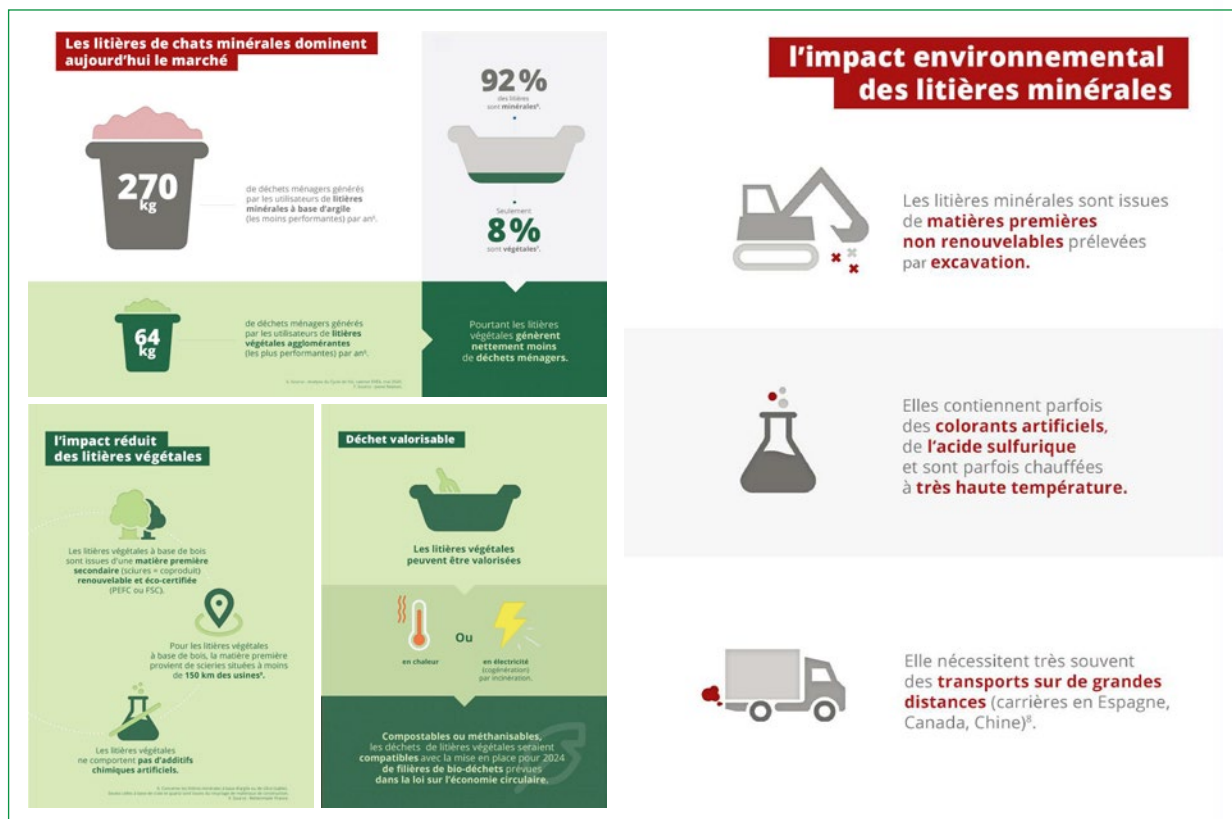 Les litières de chats minérales dominent
aujourd'hui le marché
270
kg
de déchets ménagers générés
par les utilisateurs de litières
minérales à base d'argile
(les moins performantes) par an⁶.
92 %
des litières
sont minérales⁶.
Seulement
8 %
sont végétales⁷.
64
kg
de déchets ménagers générés
par les utilisateurs de litières
végétales agglomérantes
(les plus performantes) par an⁶.
Pourtant les litières
végétales génèrent
nettement moins
de déchets ménagers.
l'impact réduit
des litières végétales
Les litières végétales à base de bois
sont issues d'une matière première
secondaire (sciures = coproduit)
renouvelable et éco-certifiée
(PEFC ou FSC).
Pour les litières végétales
à base de bois, la matière première
provient de scieries situées à moins
de 150 km des usines⁹.
Les litières végétales
ne comportent pas d'additifs
chimiques artificiels.
Déchet valorisable
Les litières végétales
peuvent être valorisées
en chaleur
Ou
en électricité
(cogénération)
par incinération.
Compostables ou méthanisables,
les déchets de litières végétales seraient
compatibles avec la mise en place pour 2024
de filières de bio-déchets prévues
dans la loi sur l'économie circulaire.
l'impact environnemental
des litières minérales
Les litières minérales sont issues
de matières premières
non renouvelables prélevées
par excavation.
Elles contiennent parfois
des colorants artificiels,
de l'acide sulfurique
et sont parfois chauffées
à très haute température.
Elle nécessitent très souvent
des transports sur de grandes
distances (carrières en Espagne,
Canada, Chine)⁸.